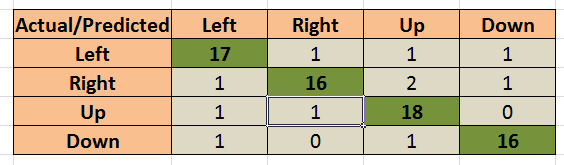 Actual/Predicted Left Right Up Down
Left 17 1 1 1
Right 1 16 2 1
Up 1 1 18 0
Down 1 0 1 16